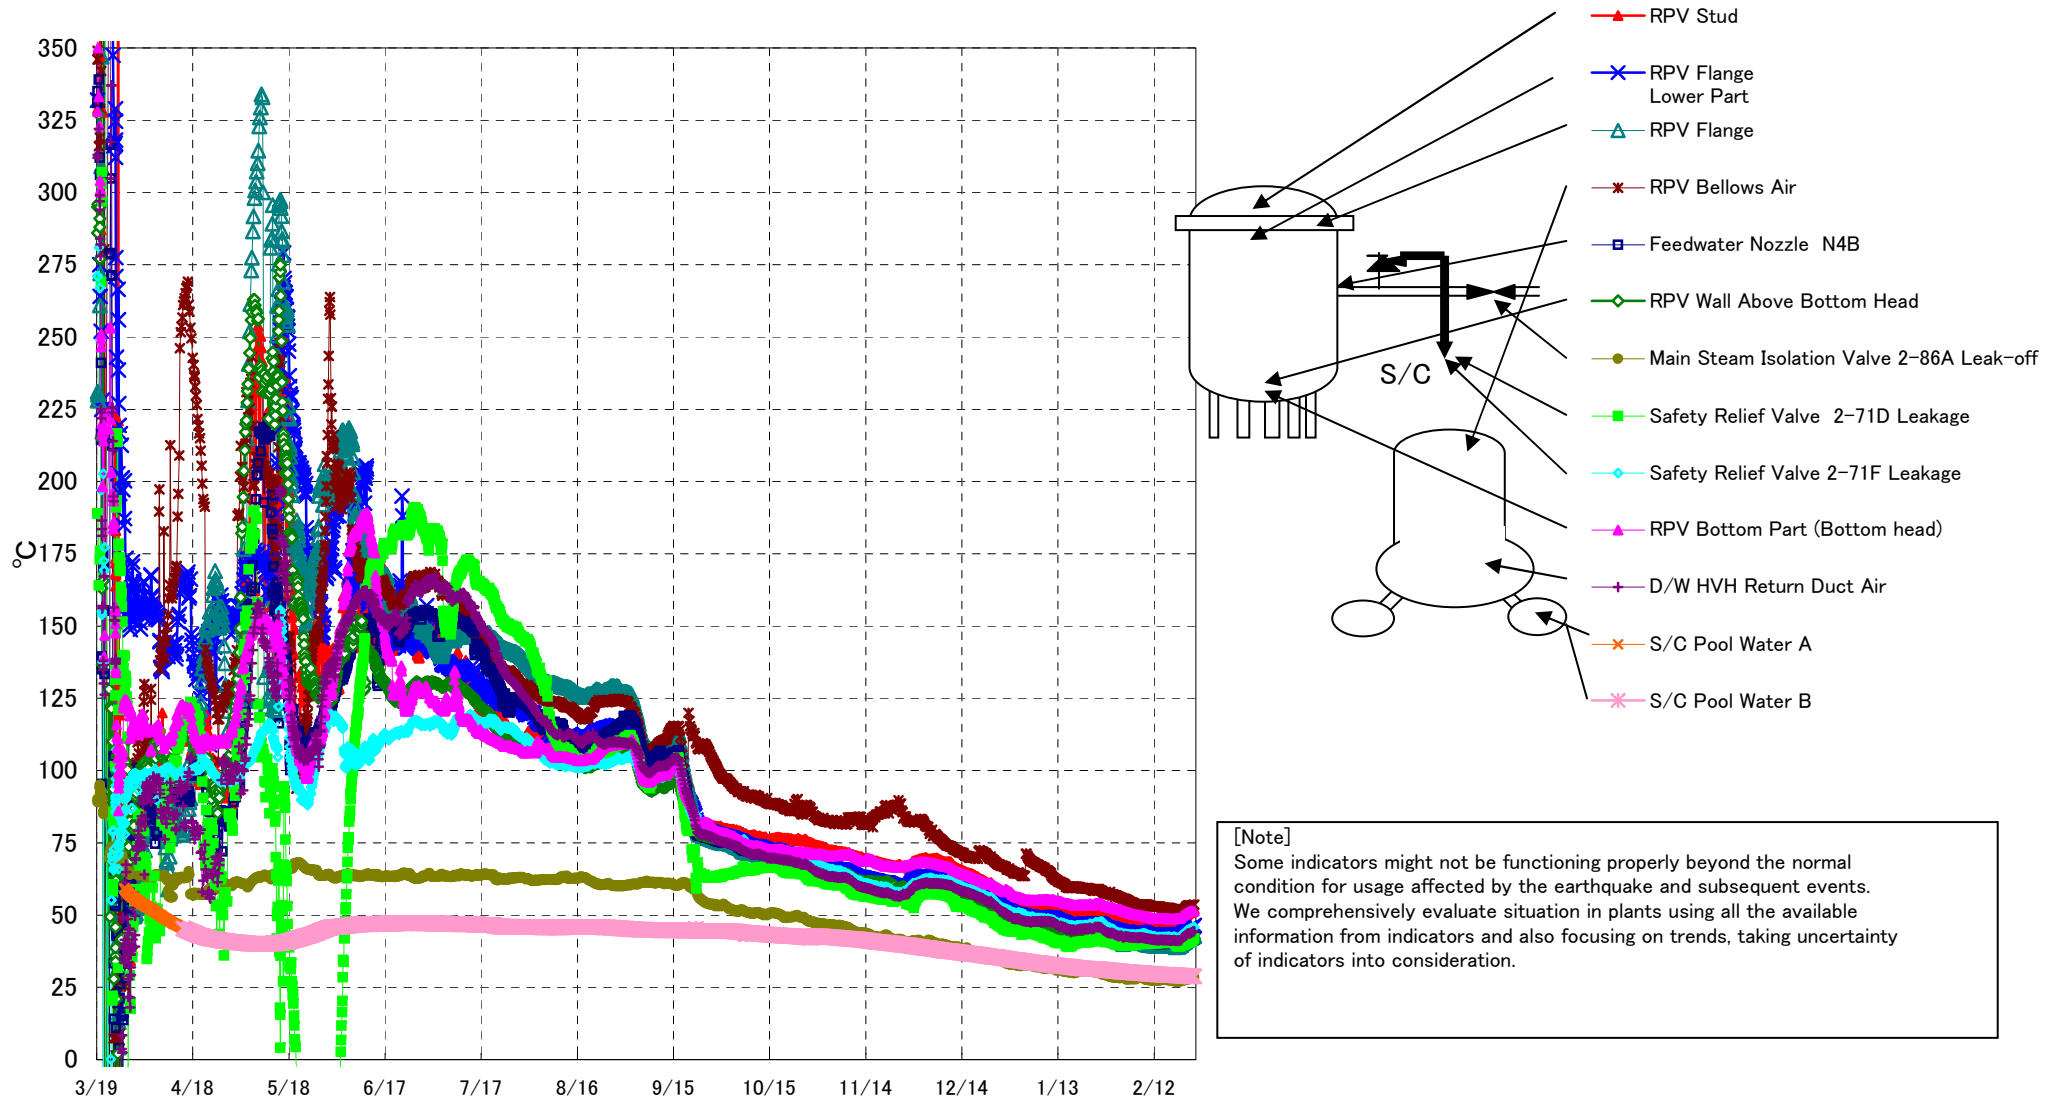 350
325
300
275
250
225
200
175
150
125
100
75
50
25
0
℃
3/19
4/18
5/18
6/17
7/17
8/16
9/15
10/15
11/14
12/14
1/13
2/12
RPV Stud
RPV Flange
Lower Part
RPV Flange
RPV Bellows Air
Feedwater Nozzle N4B
RPV Wall Above Bottom Head
Main Steam Isolation Valve 2-86A Leak-off
Safety Relief Valve 2-71D Leakage
Safety Relief Valve 2-71F Leakage
RPV Bottom Part (Bottom head)
D/W HVH Return Duct Air
S/C Pool Water A
S/C Pool Water B
S/C
[Note]
Some indicators might not be functioning properly beyond the normal
condition for usage affected by the earthquake and subsequent events.
We comprehensively evaluate situation in plants using all the available
information from indicators and also focusing on trends, taking uncertainty
of indicators into consideration.